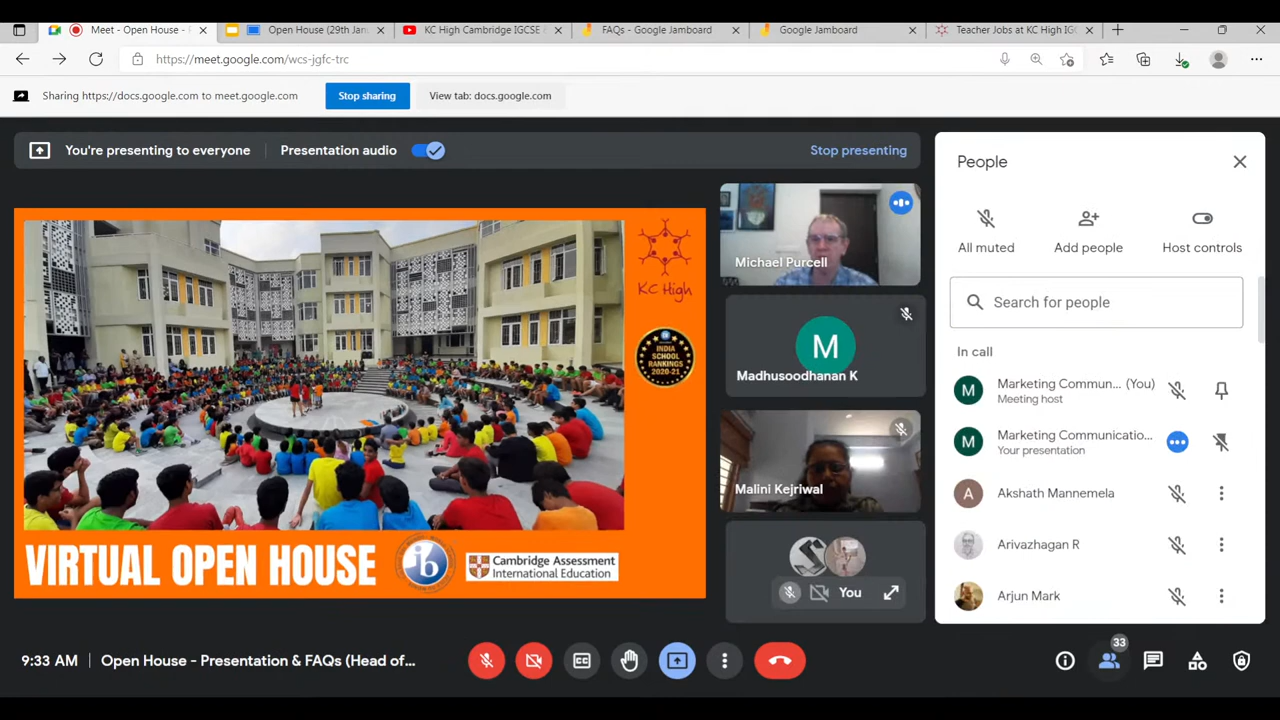 Meet - Open House -
Open House (29th Jan
KC High Cambridge IGCSE
FAQs - Google Jamboard
Google Jamboard
Teacher Jobs at KC High IG
https://meet.google.com/wcs-jgfc-trc
Sharing https://docs.google.com to meet.google.com
Stop sharing
View tab: docs.google.com
You're presenting to everyone
Presentation audio
Stop presenting
KC High
INDIA
SCHOOL
RANKINGS
2020-21
VIRTUAL OPEN HOUSE
ib
Cambridge Assessment
International Education
Michael Purcell
M
Madhusoodhanan K
Malini Kejriwal
You
People
All muted
Add people
Host controls
Search for people
In call
M
Marketing Commun... (You)
Meeting host
M
Marketing Communicatio...
Your presentation
A
Akshath Mannemela
Arivazhagan R
Arjun Mark
9:33 AM | Open House - Presentation & FAQs (Head of...
33